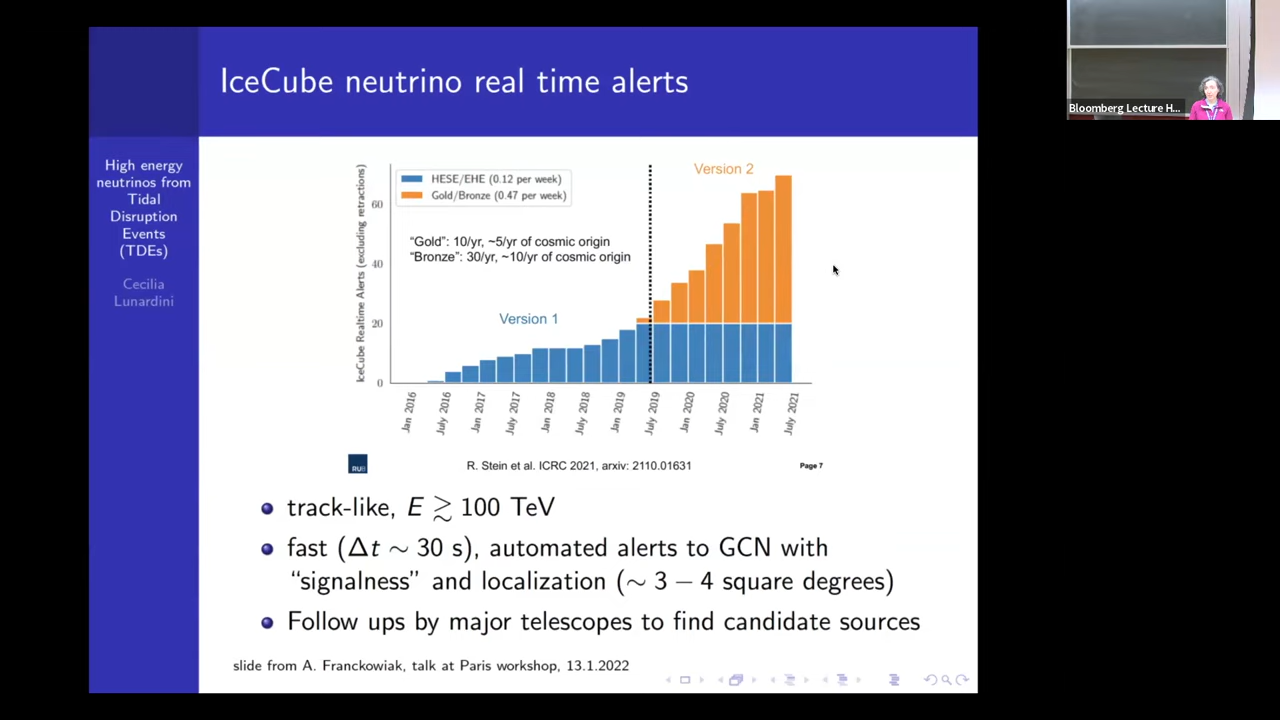 IceCube neutrino real time alerts
High energy
neutrinos from
Tidal
Disruption
Events
(TDEs)
Cecilia
Lunardini
IceCube Realtime Alerts (excluding retractions)
60
40
20
0
HESE/EHE (0.12 per week)
Gold/Bronze (0.47 per week)
Version 2
“Gold”: 10/yr, ~5/yr of cosmic origin
“Bronze”: 30/yr, ~10/yr of cosmic origin
Version 1
Jan 2016
July 2016
Jan 2017
July 2017
Jan 2018
July 2018
Jan 2019
July 2019
Jan 2020
July 2020
Jan 2021
July 2021
RUB
R. Stein et al. ICRC 2021, arxiv: 2110.01631
Page 7
track-like, E ≳ 100 TeV
fast (Δt ∼ 30 s), automated alerts to GCN with
“signalness” and localization (∼ 3 − 4 square degrees)
Follow ups by major telescopes to find candidate sources
slide from A. Franckowiak, talk at Paris workshop, 13.1.2022
Bloomberg Lecture H...